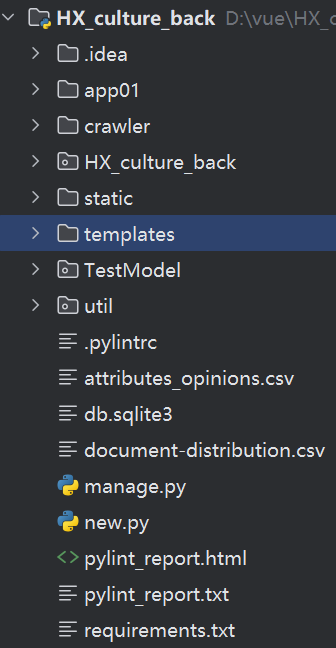 HX_culture_back D:\vue\HX_c
.idea
app01
crawler
HX_culture_back
static
templates
TestModel
util
.pylintrc
attributes_opinions.csv
db.sqlite3
document-distribution.csv
manage.py
new.py
pylint_report.html
pylint_report.txt
requirements.txt